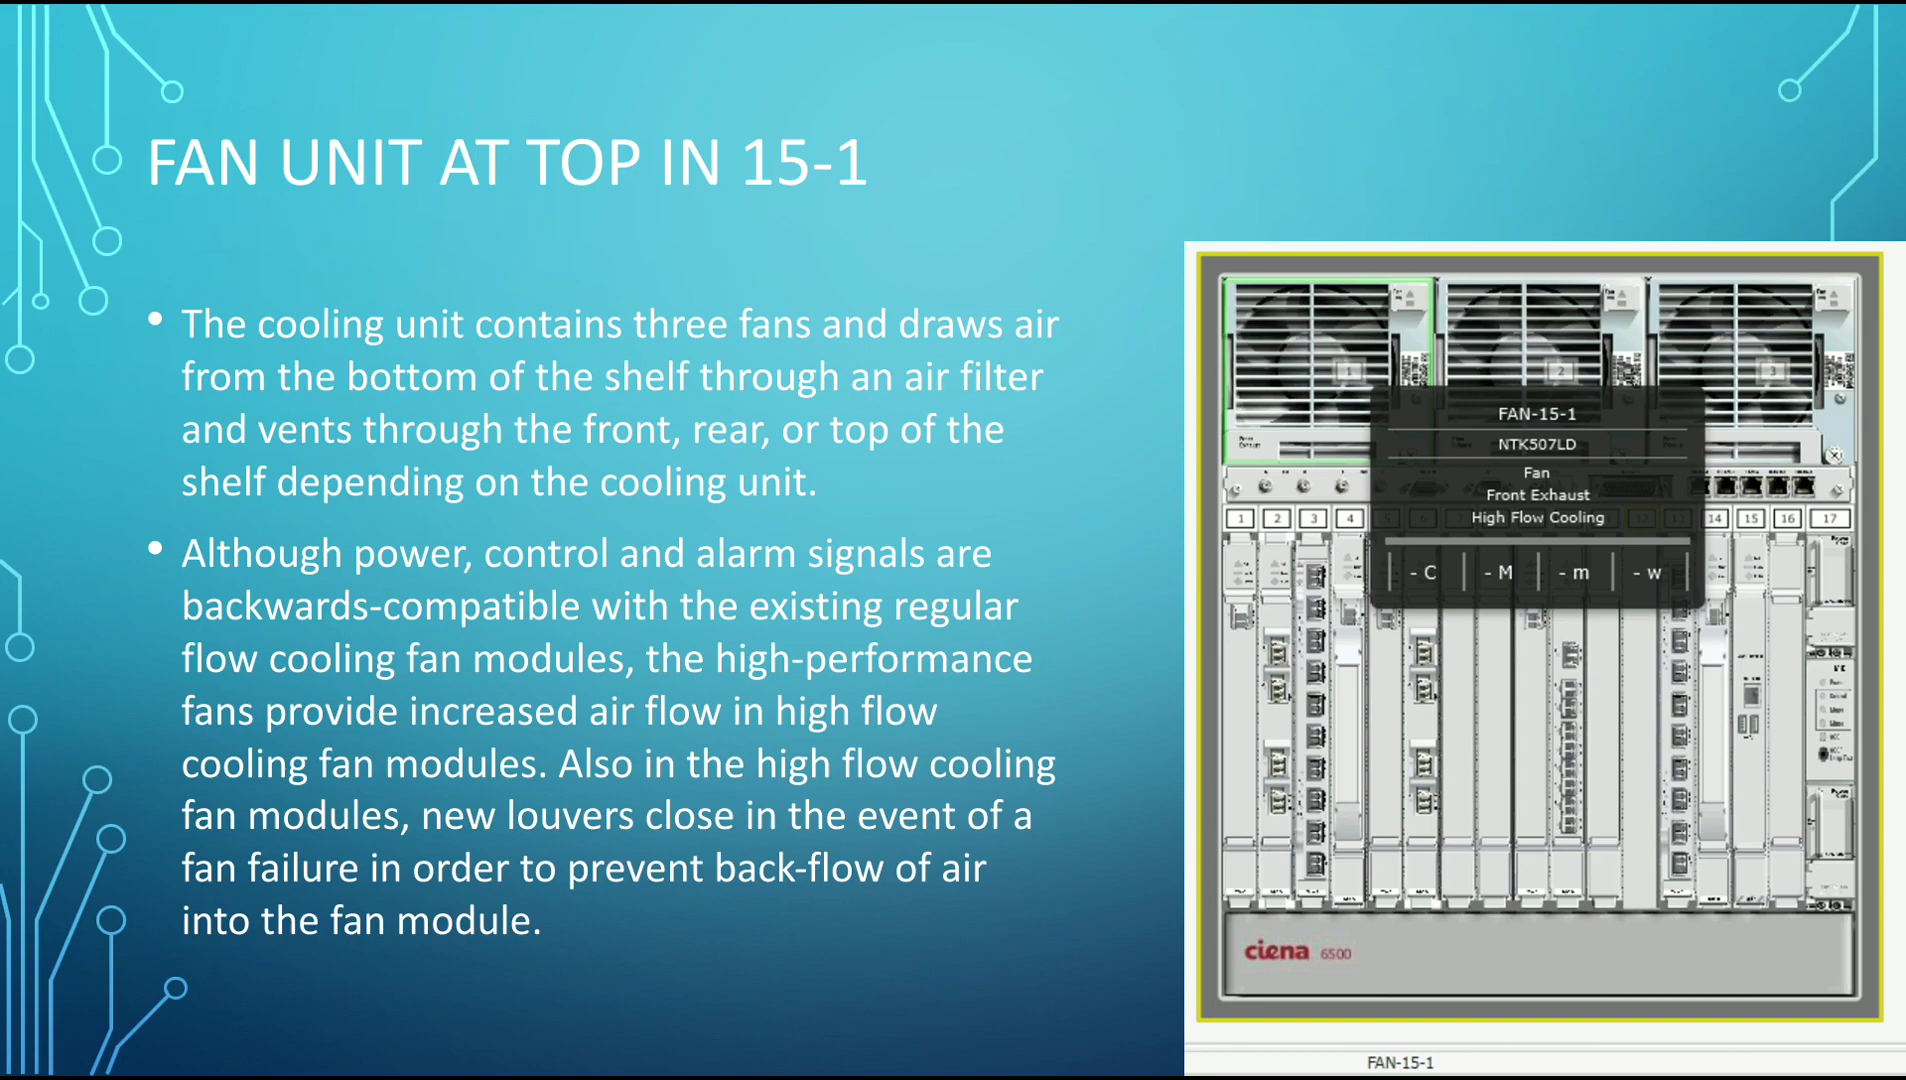 FAN UNIT AT TOP IN 15-1
• The cooling unit contains three fans and draws air
from the bottom of the shelf through an air filter
and vents through the front, rear, or top of the
shelf depending on the cooling unit.
• Although power, control and alarm signals are
backwards-compatible with the existing regular
flow cooling fan modules, the high-performance
fans provide increased air flow in high flow
cooling fan modules. Also in the high flow cooling
fan modules, new louvers close in the event of a
fan failure in order to prevent back-flow of air
into the fan module.
1 2 3
FAN-15-1
NTK507LD
Fan
Front Exhaust
High Flow Cooling
- C - M - m - w
1 2 3 4 14 15 16 17
ciena 6500
FAN-15-1